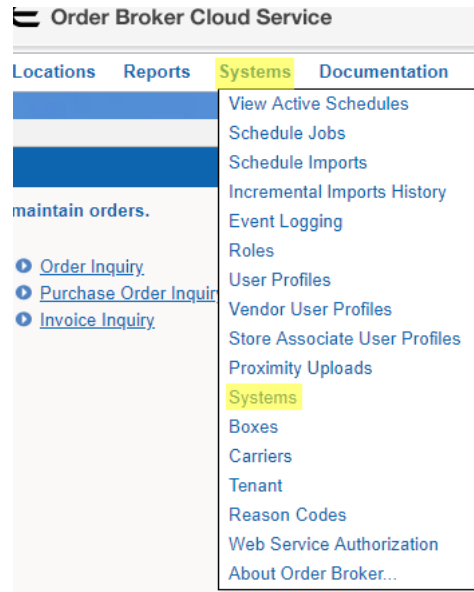 Order Broker Cloud Service
Locations Reports Systems Documentation
View Active Schedules
Schedule Jobs
Schedule Imports
Incremental Imports History
Event Logging
Roles
User Profiles
Vendor User Profiles
Store Associate User Profiles
Proximity Uploads
Systems
Boxes
Carriers
Tenant
Reason Codes
Web Service Authorization
About Order Broker...
maintain orders.
Order Inquiry
Purchase Order Inquir
Invoice Inquiry